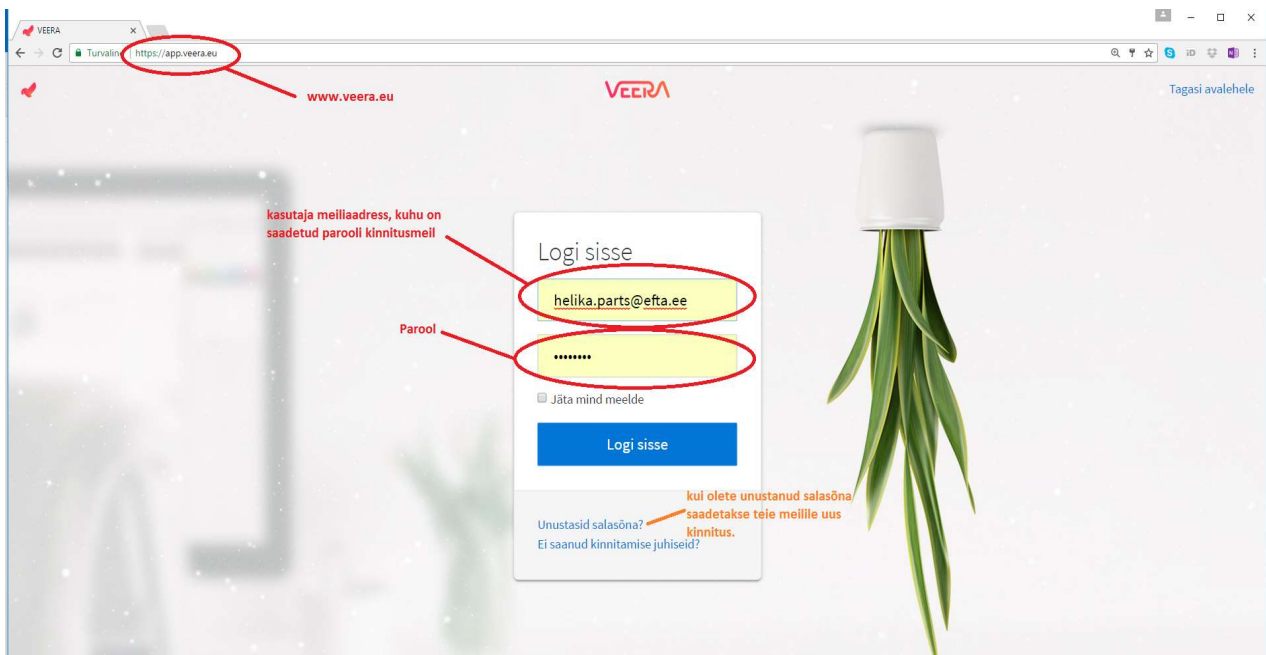 VEERA
Turvaline
https://app.veera.eu
www.veera.eu
VEERA
Tagasi avalehele
kasutaja meiliaadress, kuhu on
saadetud parooli kinnitusmeil
Logi sisse
helika.parts@efta.ee
Parool
••••••••
Jäta mind meelde
Logi sisse
kui olete unustanud salasõna
saadetakse teie meilile uus
kinnitus.
Unustasid salasõna?
Ei saanud kinnitamise juhiseid?